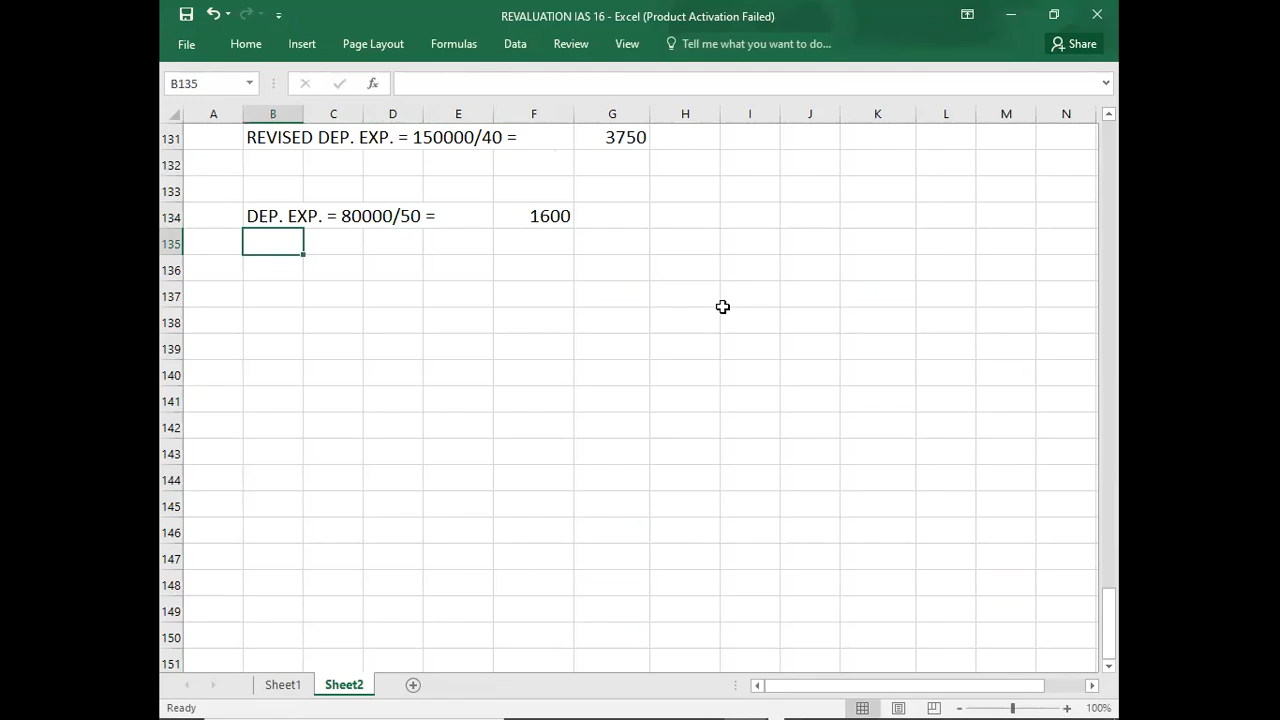 REVALUATION IAS 16 - Excel (Product Activation Failed)
File Home Insert Page Layout Formulas Data Review View Tell me what you want to do... Share
B135 fx
A B C D E F G H I J K L M N
131 REVISED DEP. EXP. = 150000/40 = 3750
132
133
134 DEP. EXP. = 80000/50 = 1600
135
136
137
138
139
140
141
142
143
144
145
146
147
148
149
150
151
Sheet1 Sheet2
Ready 100%